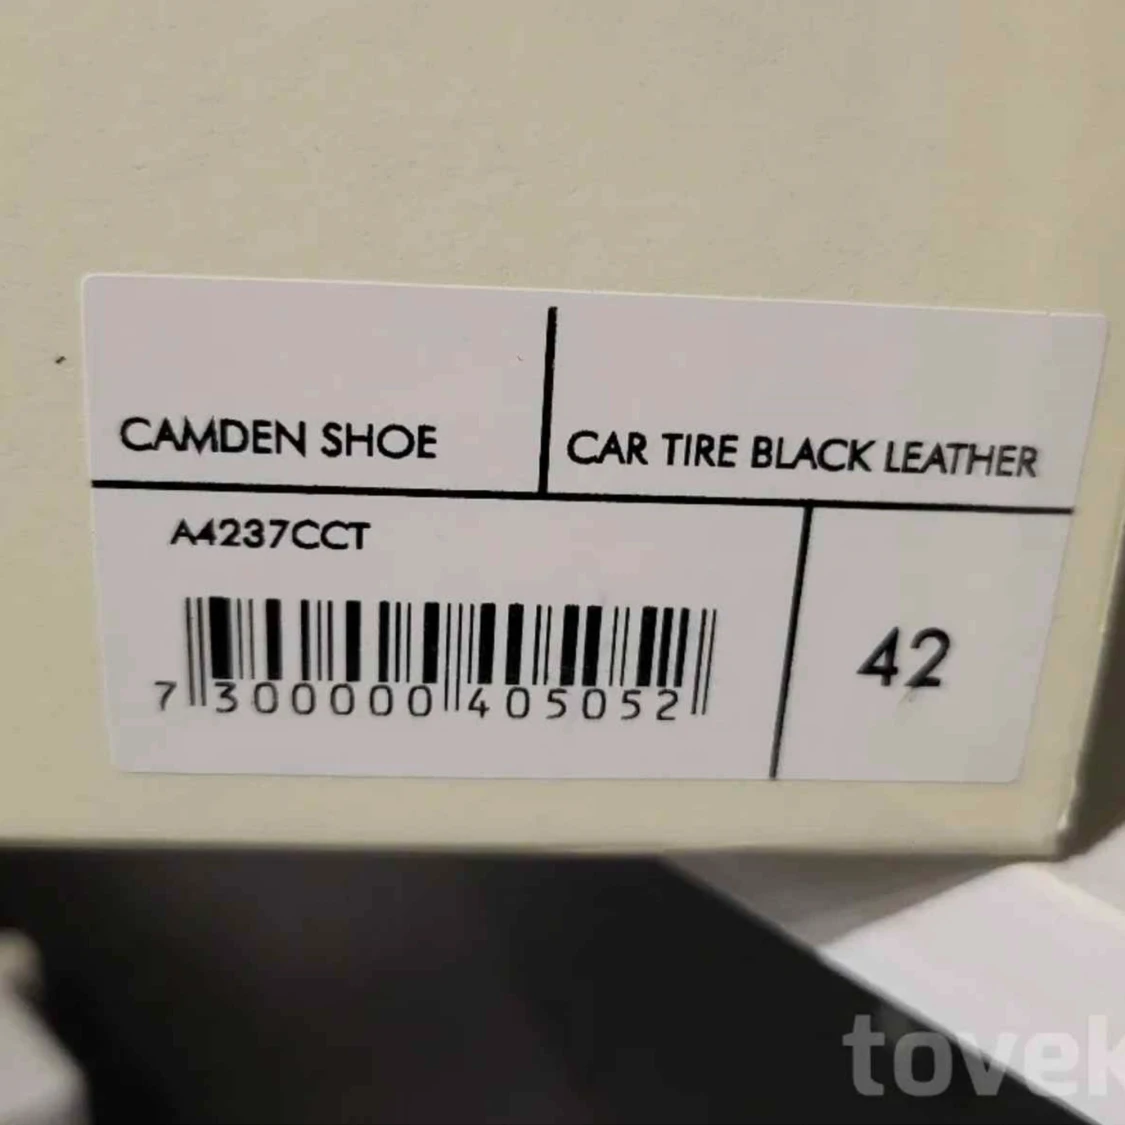 CAMDEN SHOE
CAR TIRE BLACK LEATHER
A4237CCT
42
7 300000 405052
tovek